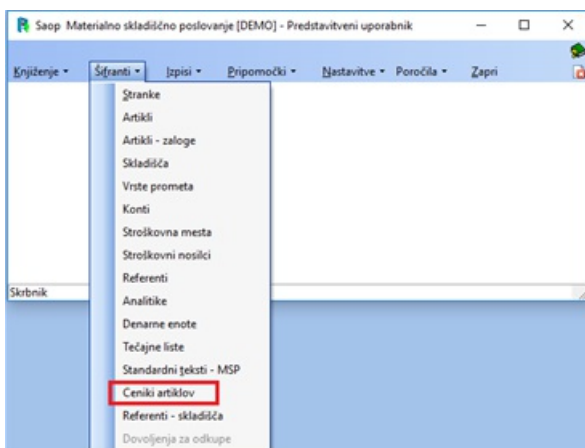 Saop Materialno skladiščno poslovanje [DEMO] - Predstavitveni uporabnik
Knjiženje Šifranti Izpisi Pripomočki Nastavitve Poročila Zapri
Stranke
Artikli
Artikli - zaloge
Skladišča
Vrste prometa
Konti
Stroškovna mesta
Stroškovni nosilci
Referenti
Skrbnik
Analitike
Denarne enote
Tečajne liste
Standardni teksti - MSP
Ceniki artiklov
Referenti - skladišča
Dovoljenja za odkupe